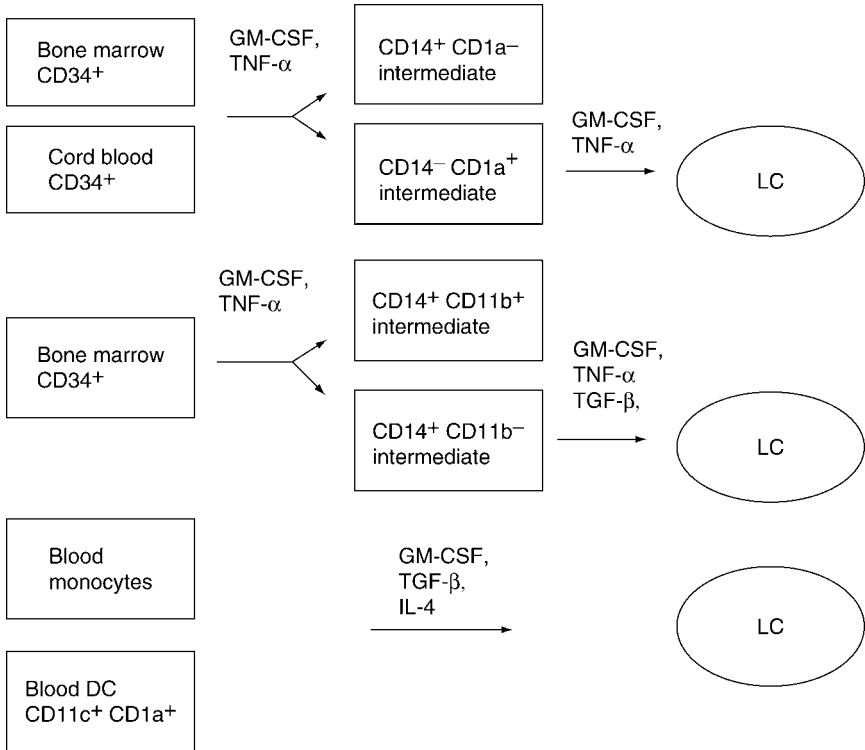 Bone marrow
CD34+
GM-CSF,
TNF-α
CD14+ CD1a–
intermediate
Cord blood
CD34+
CD14– CD1a+
intermediate
GM-CSF,
TNF-α
LC
Bone marrow
CD34+
GM-CSF,
TNF-α
CD14+ CD11b+
intermediate
CD14+ CD11b–
intermediate
GM-CSF,
TNF-α
TGF-β,
LC
Blood
monocytes
GM-CSF,
TGF-β,
IL-4
LC
Blood DC
CD11c+ CD1a+